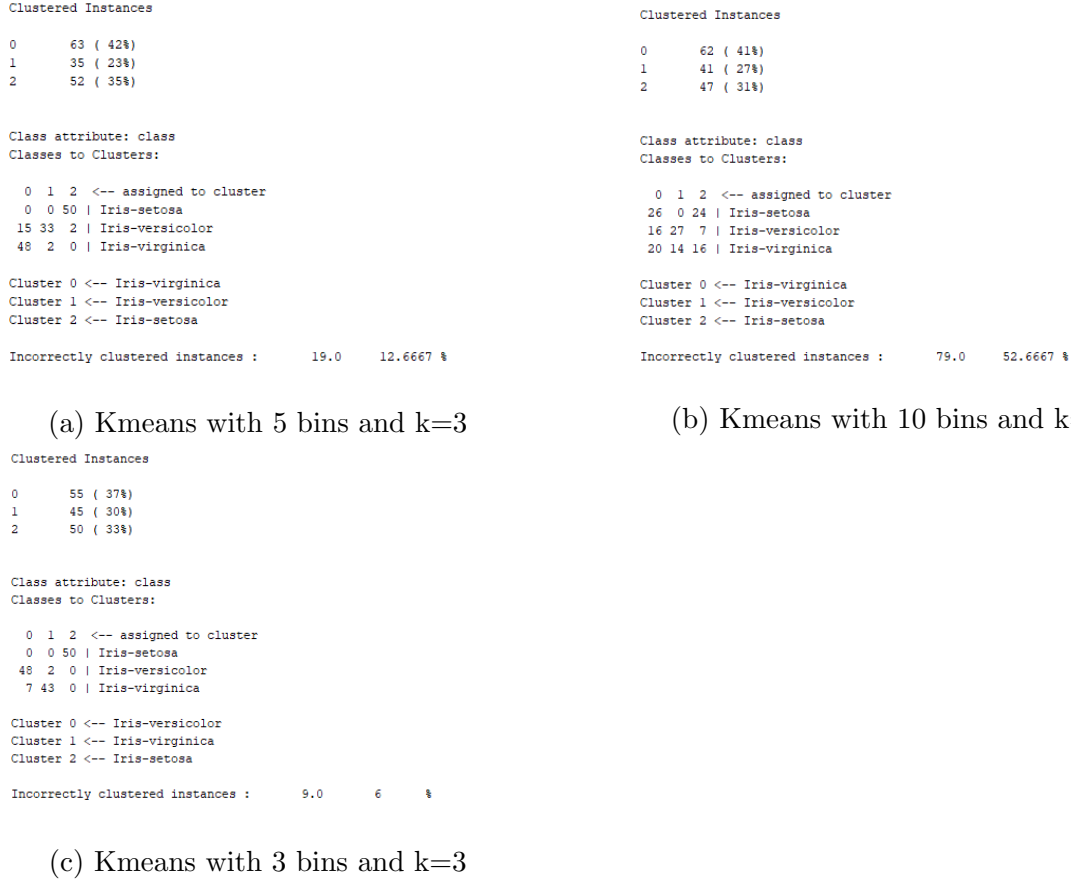 Clustered Instances
0 63 ( 42%)
1 35 ( 23%)
2 52 ( 35%)
Class attribute: class
Classes to Clusters:
0 1 2 <-- assigned to cluster
0 0 50 | Iris-setosa
15 33 2 | Iris-versicolor
48 2 0 | Iris-virginica
Cluster 0 <-- Iris-virginica
Cluster 1 <-- Iris-versicolor
Cluster 2 <-- Iris-setosa
Incorrectly clustered instances : 19.0 12.6667 %
(a) Kmeans with 5 bins and k=3
Clustered Instances
0 62 ( 41%)
1 41 ( 27%)
2 47 ( 31%)
Class attribute: class
Classes to Clusters:
0 1 2 <-- assigned to cluster
26 0 24 | Iris-setosa
16 27 7 | Iris-versicolor
20 14 16 | Iris-virginica
Cluster 0 <-- Iris-virginica
Cluster 1 <-- Iris-versicolor
Cluster 2 <-- Iris-setosa
Incorrectly clustered instances : 79.0 52.6667 %
(b) Kmeans with 10 bins and k
Clustered Instances
0 55 ( 37%)
1 45 ( 30%)
2 50 ( 33%)
Class attribute: class
Classes to Clusters:
0 1 2 <-- assigned to cluster
0 0 50 | Iris-setosa
48 2 0 | Iris-versicolor
7 43 0 | Iris-virginica
Cluster 0 <-- Iris-versicolor
Cluster 1 <-- Iris-virginica
Cluster 2 <-- Iris-setosa
Incorrectly clustered instances : 9.0 6 %
(c) Kmeans with 3 bins and k=3